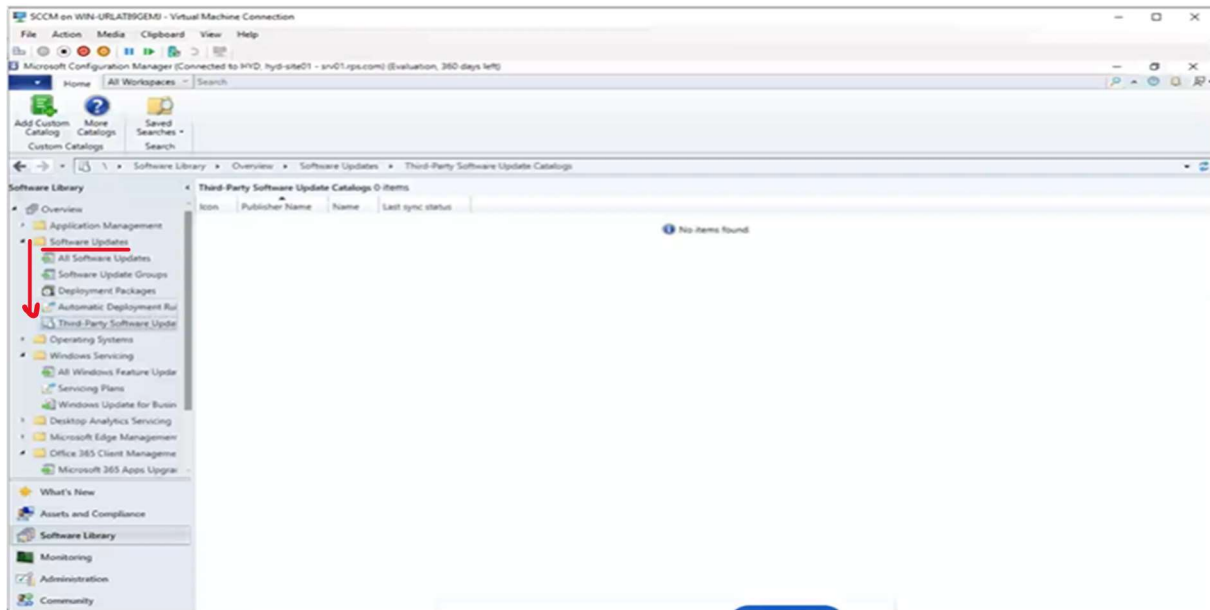 SCCM on WIN-URLAT89GEMJ - Virtual Machine Connection
File Action Media Clipboard View Help
Microsoft Configuration Manager (Connected to HYD, hyd-site01 - srv01.rps.com) (Evaluation, 360 days left)
Home All Workspaces Search
Add Custom Catalog More Catalogs Saved Searches
Custom Catalogs Search
\ Software Library Overview Software Updates Third-Party Software Update Catalogs
Software Library Third-Party Software Update Catalogs 0 items
Icon Publisher Name Name Last sync status
No items found
Overview
Application Management
Software Updates
All Software Updates
Software Update Groups
Deployment Packages
Automatic Deployment Rul
Third-Party Software Upda
Operating Systems
Windows Servicing
All Windows Feature Updat
Servicing Plans
Windows Update for Busin
Desktop Analytics Servicing
Microsoft Edge Managemen
Office 365 Client Manageme
Microsoft 365 Apps Upgrad
What's New
Assets and Compliance
Software Library
Monitoring
Administration
Community